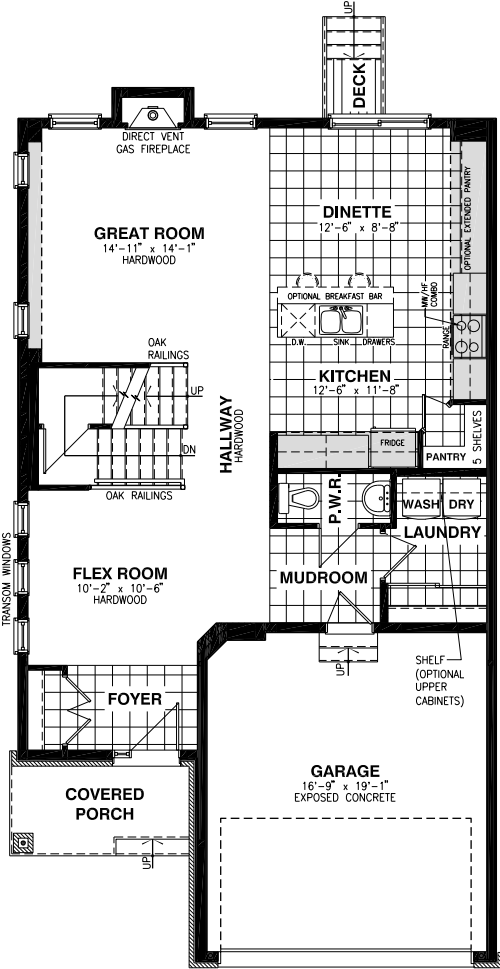 UP
DECK
DIRECT VENT
GAS FIREPLACE
GREAT ROOM
14'-11" x 14'-1"
HARDWOOD
DINETTE
12'-6" x 8'-8"
OPTIONAL EXTENDED PANTRY
OPTIONAL BREAKFAST BAR
MW/HF
COMBO
RANGE
D.W.
SINK
DRAWERS
OAK
RAILINGS
KITCHEN
12'-6" x 11'-8"
UP
HALLWAY
HARDWOOD
DN
FRIDGE
PANTRY
5 SHELVES
OAK RAILINGS
P.W.R.
WASH
DRY
LAUNDRY
TRANSOM WINDOWS
FLEX ROOM
10'-2" x 10'-6"
HARDWOOD
MUDROOM
UP
SHELF
(OPTIONAL
UPPER
CABINETS)
FOYER
GARAGE
16'-9" x 19'-1"
EXPOSED CONCRETE
COVERED
PORCH
UP